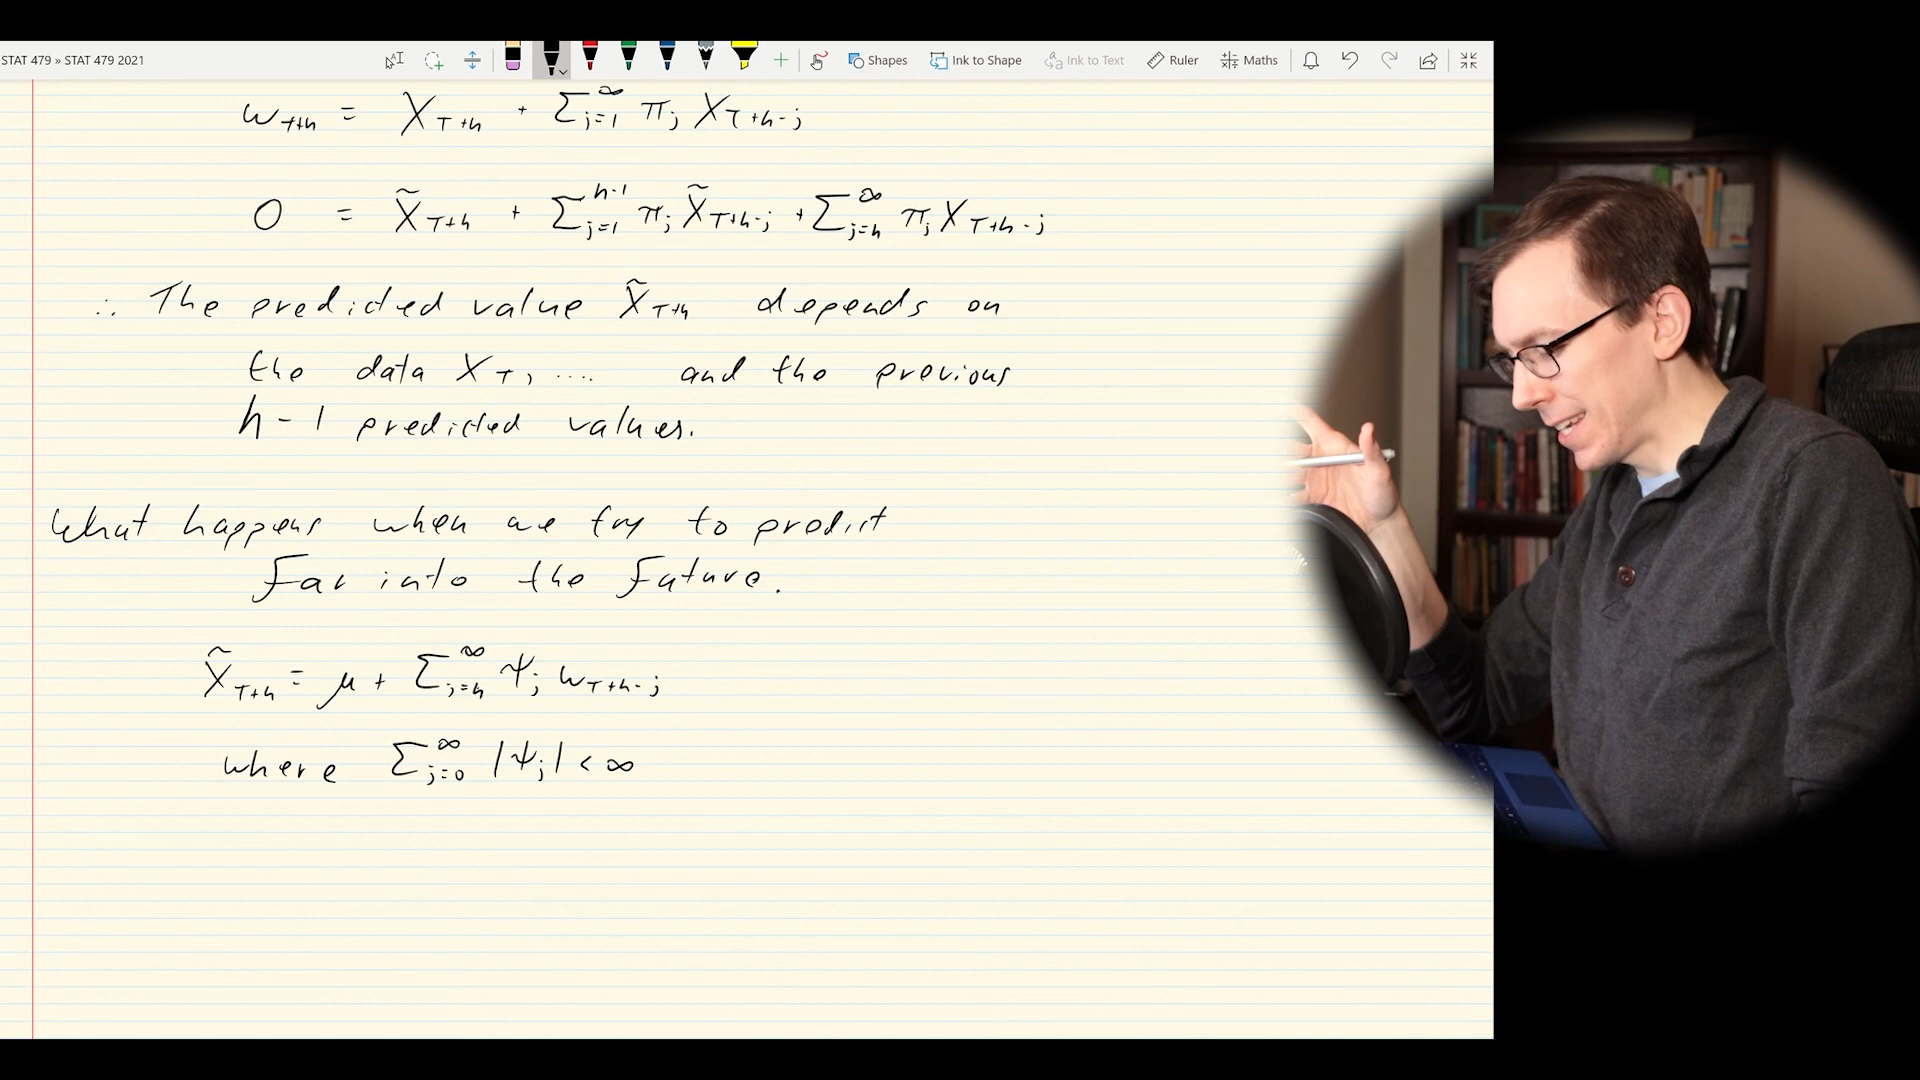 STAT 479 » STAT 479 2021
Shapes Ink to Shape Ink to Text Ruler Maths
w_{T+h} = X_{T+h} + Σ_{j=1}^∞ π_j X_{T+h-j}
0 = X̃_{T+h} + Σ_{j=1}^{h-1} π_j X̃_{T+h-j} + Σ_{j=h}^∞ π_j X_{T+h-j}
∴ The predicted value X̃_{T+h} depends on
the data X_T, .... and the previous
h-1 predicted values.
What happens when we try to predict
Far into the future.
X̃_{T+h} = μ + Σ_{j=h}^∞ ψ_j w_{T+h-j}
where Σ_{j=0}^∞ |ψ_j| < ∞